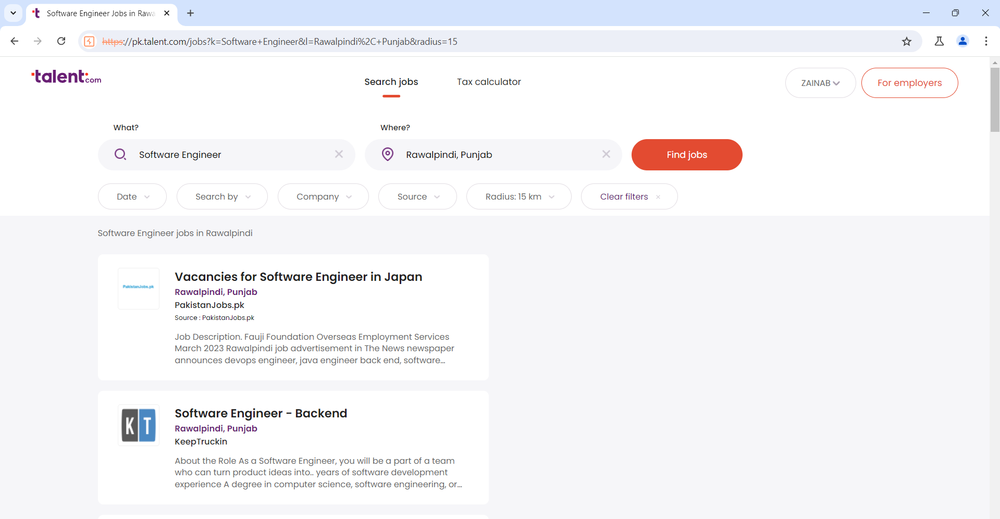 Software Engineer Jobs in Rawa
https://pk.talent.com/jobs?k=Software+Engineer&l=Rawalpindi%2C+Punjab&radius=15
talent.com
Search jobs
Tax calculator
ZAINAB
For employers
What?
Where?
Software Engineer
Rawalpindi, Punjab
Find jobs
Date
Search by
Company
Source
Radius: 15 km
Clear filters ×
Software Engineer jobs in Rawalpindi
PakistanJobs.pk
Vacancies for Software Engineer in Japan
Rawalpindi, Punjab
PakistanJobs.pk
Source : PakistanJobs.pk
Job Description. Fauji Foundation Overseas Employment Services
March 2023 Rawalpindi job advertisement in The News newspaper
announces devops engineer, java engineer back end, software...
KT
Software Engineer - Backend
Rawalpindi, Punjab
KeepTruckin
About the Role As a Software Engineer, you will be a part of a team
who can turn product ideas into.. years of software development
experience A degree in computer science, software engineering, or...